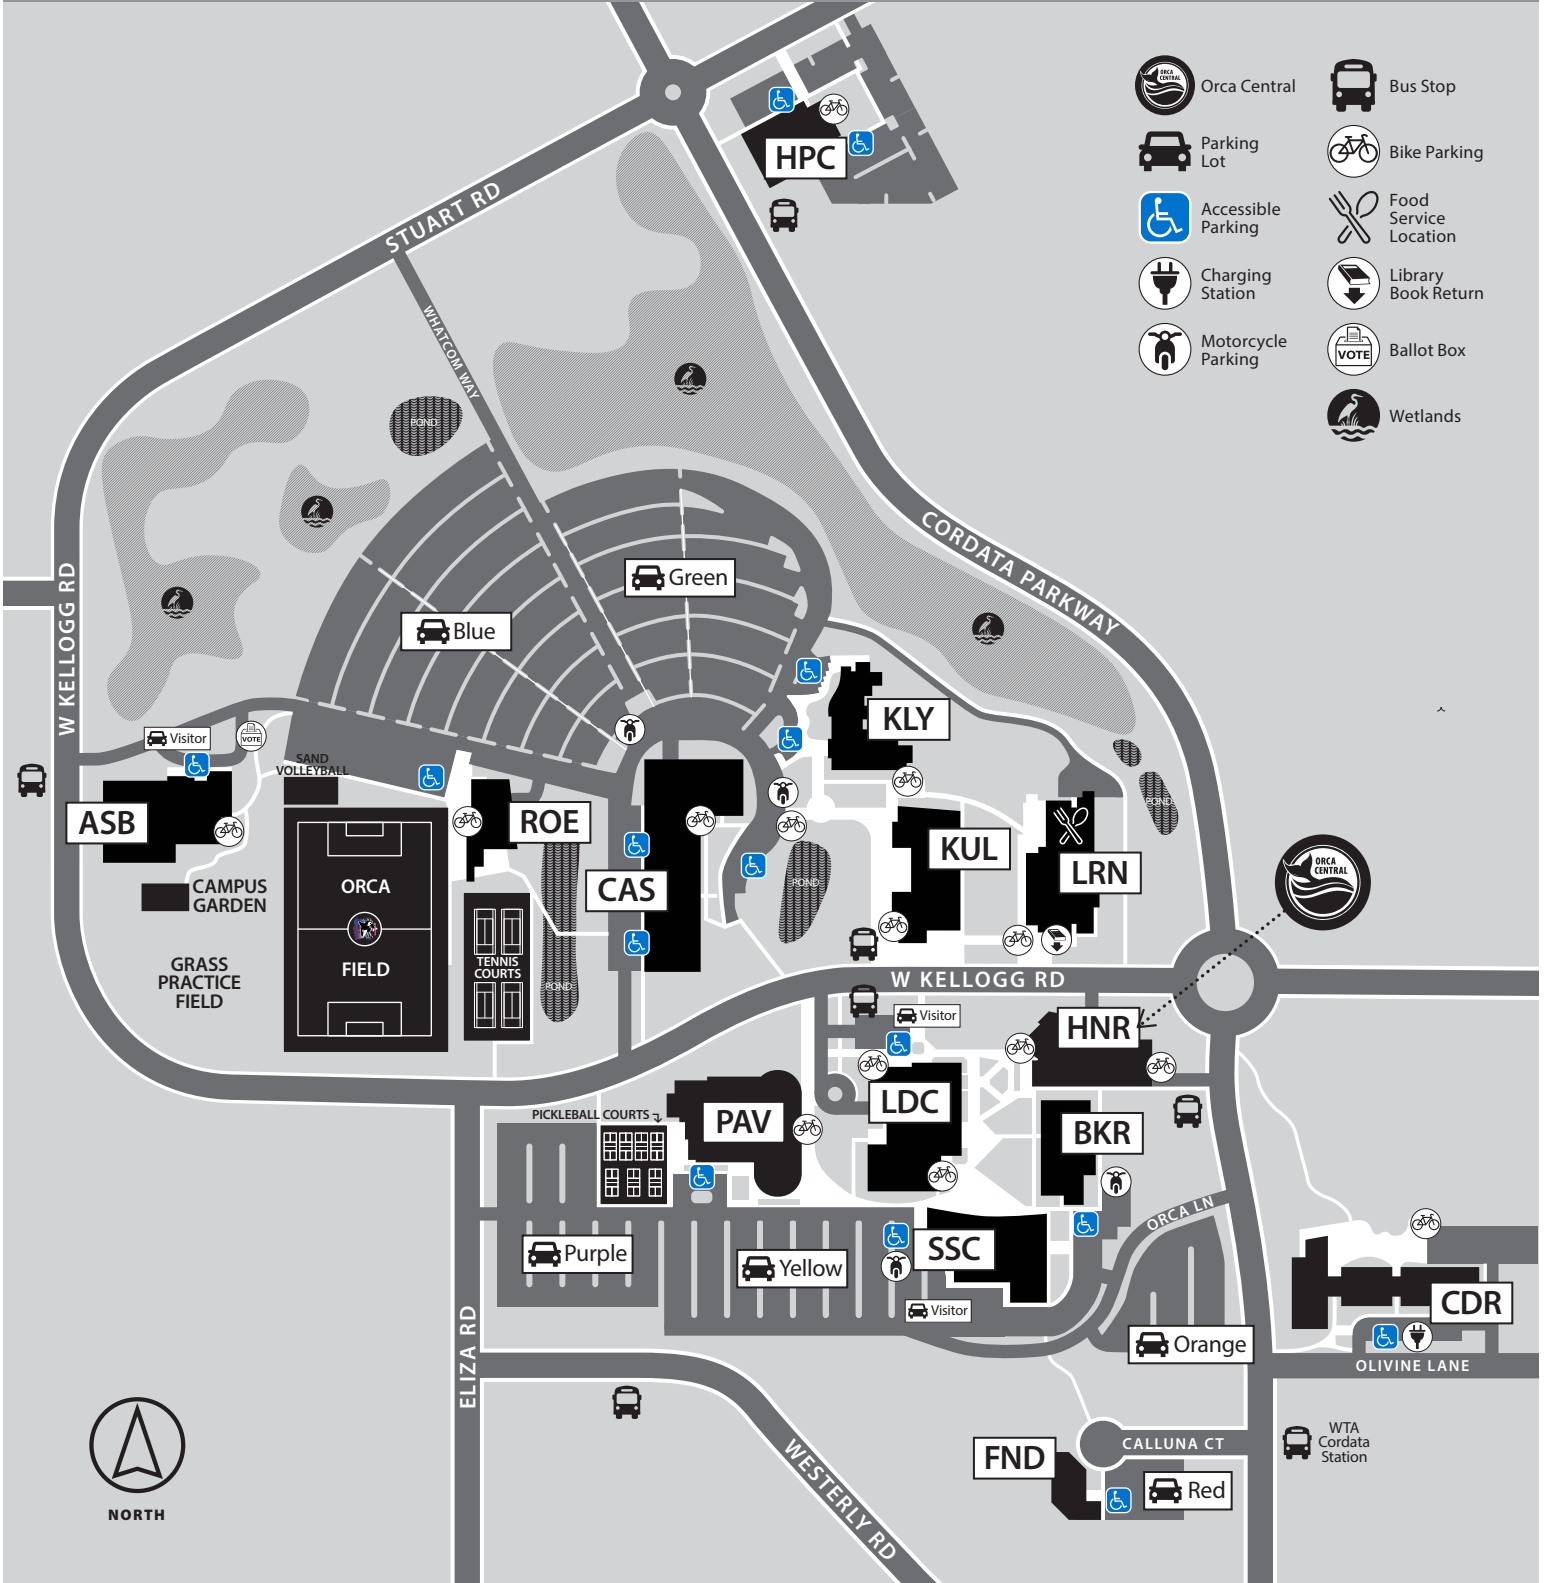 ORCA
CENTRAL
Orca Central
Bus Stop
Parking
Lot
Bike Parking
Accessible
Parking
Food
Service
Location
Charging
Station
Library
Book Return
Motorcycle
Parking
VOTE
Ballot Box
Wetlands
HPC
STUART RD
WHATCOM WAY
POND
CORDATA PARKWAY
W KELLOGG RD
Green
Blue
KLY
Visitor
VOTE
SAND
VOLLEYBALL
ASB
ROE
CAS
KUL
LRN
POND
POND
ORCA
CENTRAL
CAMPUS
GARDEN
ORCA
FIELD
GRASS
PRACTICE
FIELD
TENNIS
COURTS
POND
W KELLOGG RD
Visitor
HNR
LDC
PICKLEBALL COURTS
PAV
BKR
ORCA LN
Purple
Yellow
SSC
Visitor
CDR
Orange
OLIVINE LANE
ELIZA RD
WESTERLY RD
FND
CALLUNA CT
WTA
Cordata
Station
Red
NORTH